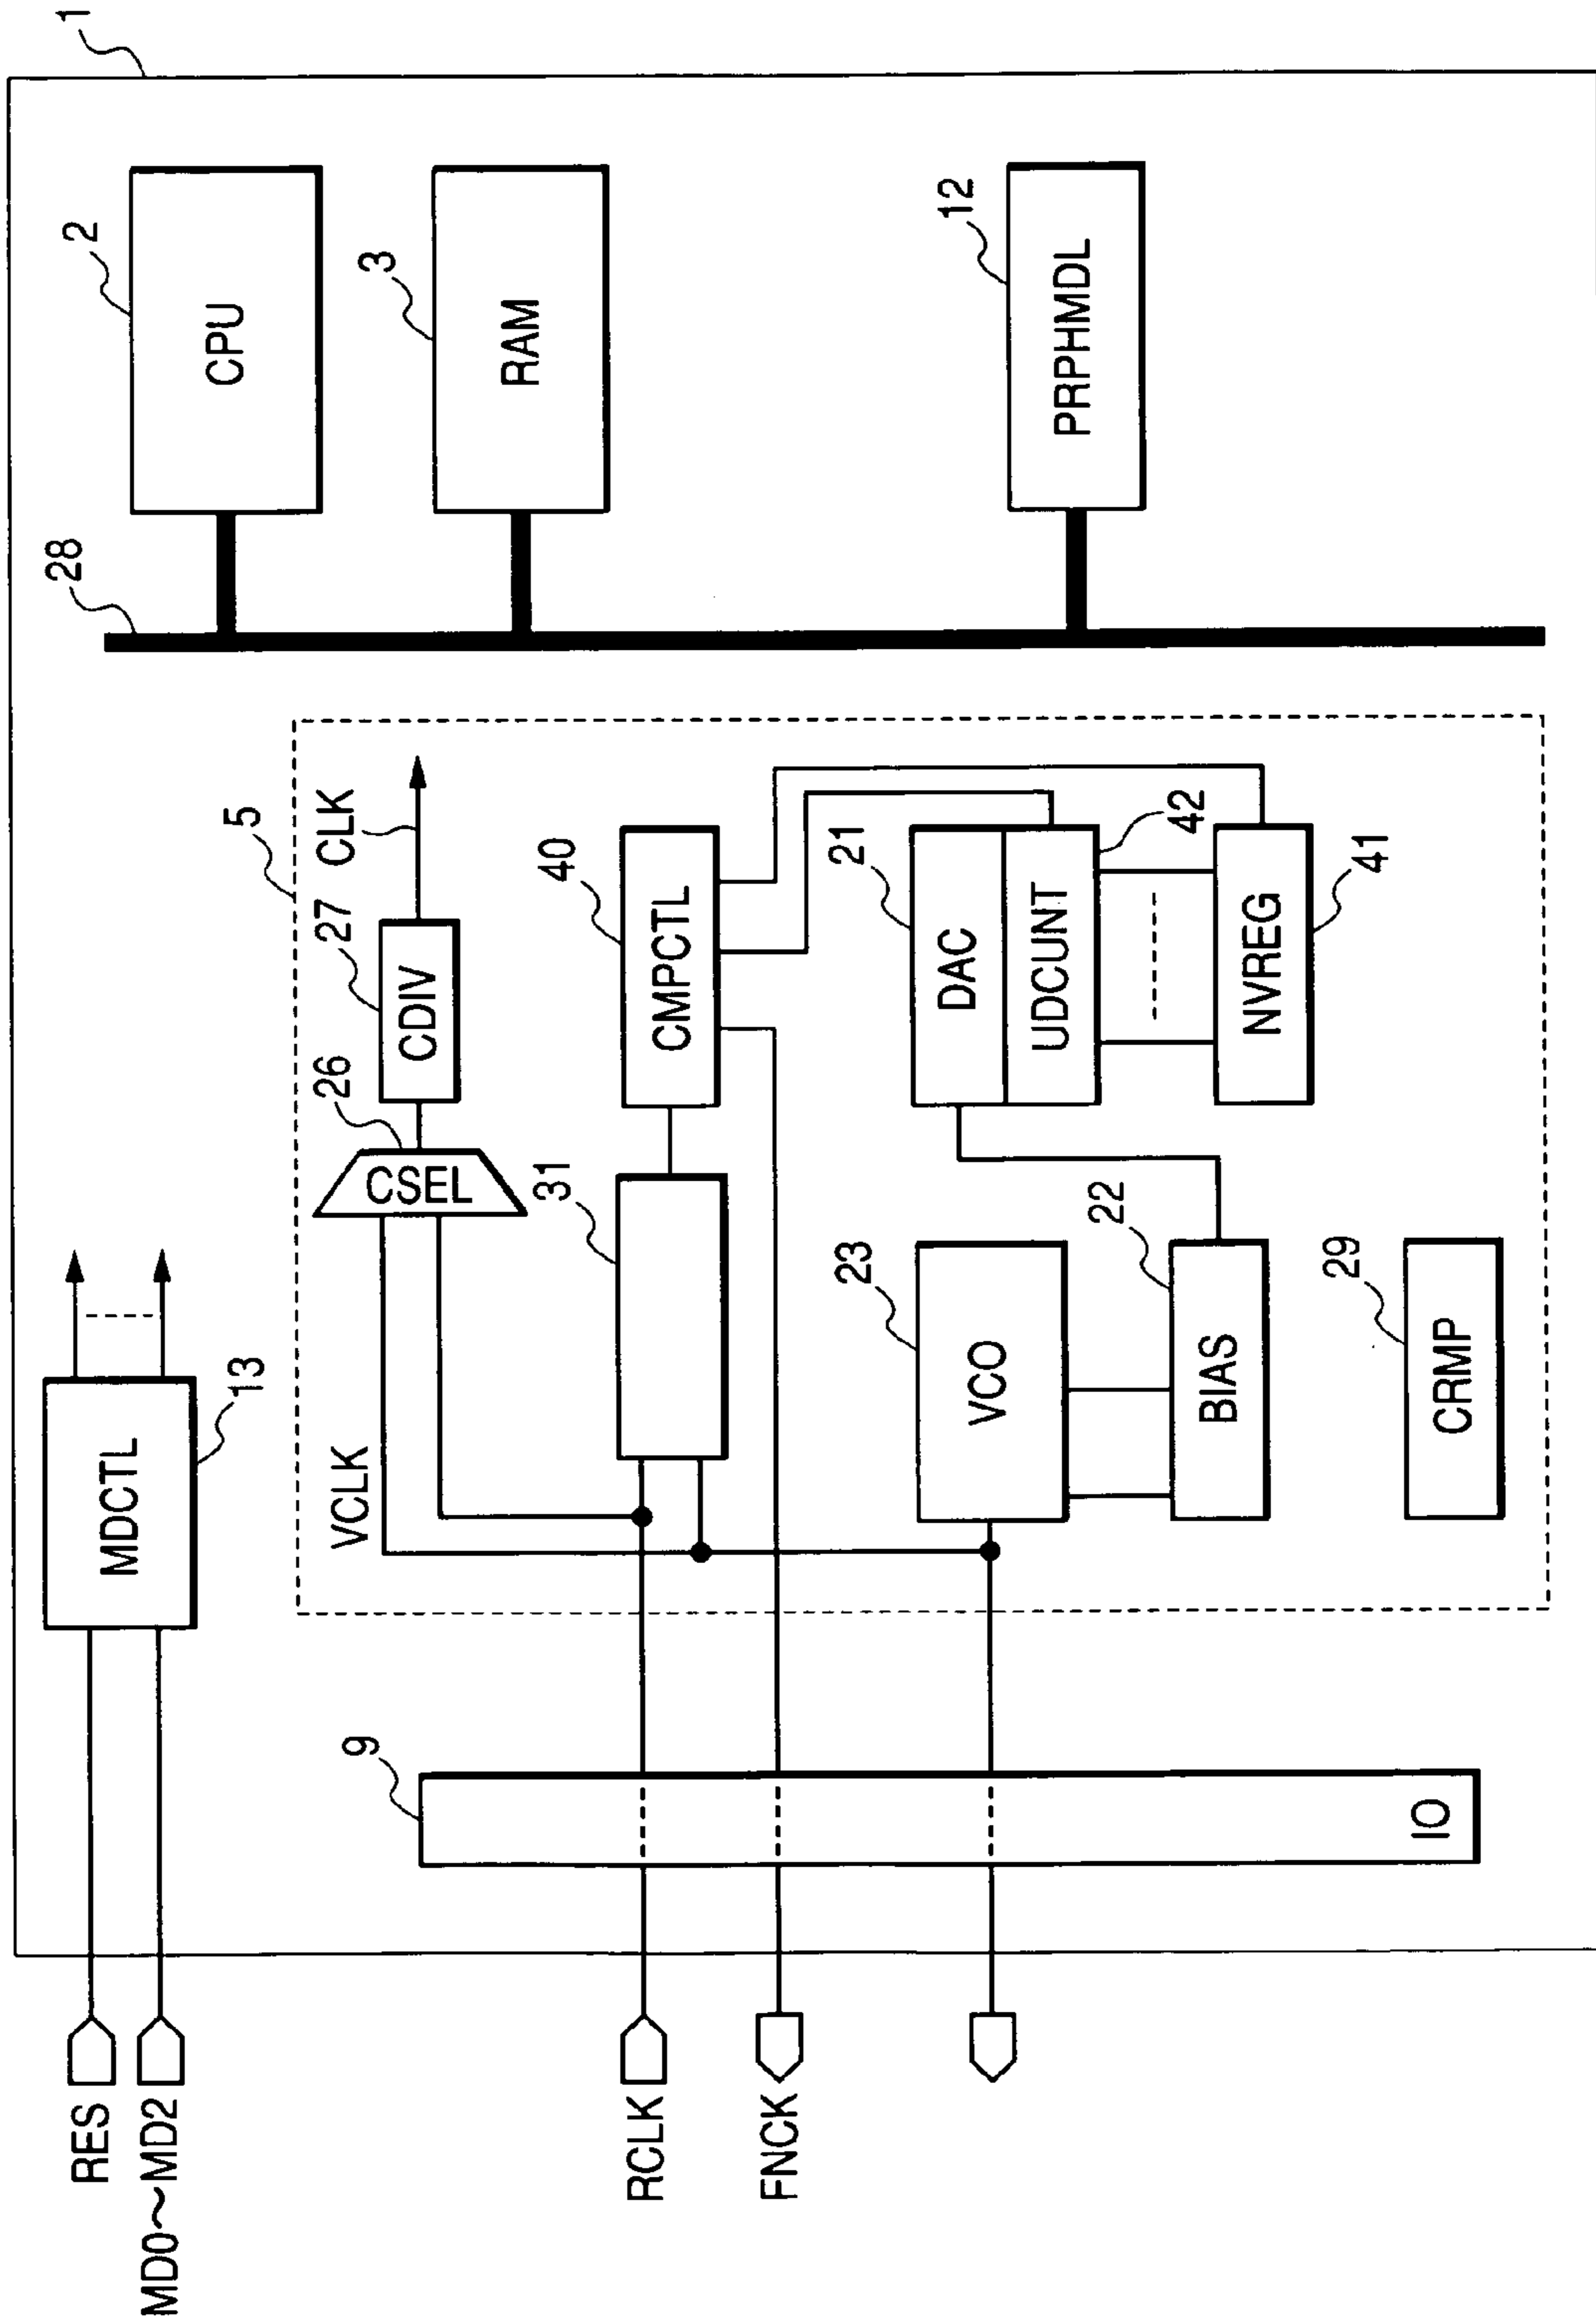 1
RES
MD0~MD2
MDCTL
13
28
2
CPU
3
RAM
12
PRPHMDL
5
VCLK
CSEL
26
27
CDIV
CLK
RCLK
31
40
CMPCTL
FNCK
9
IO
23
VCO
22
BIAS
21
DAC
UDCUNT
42
NVREG
41
29
CRMP